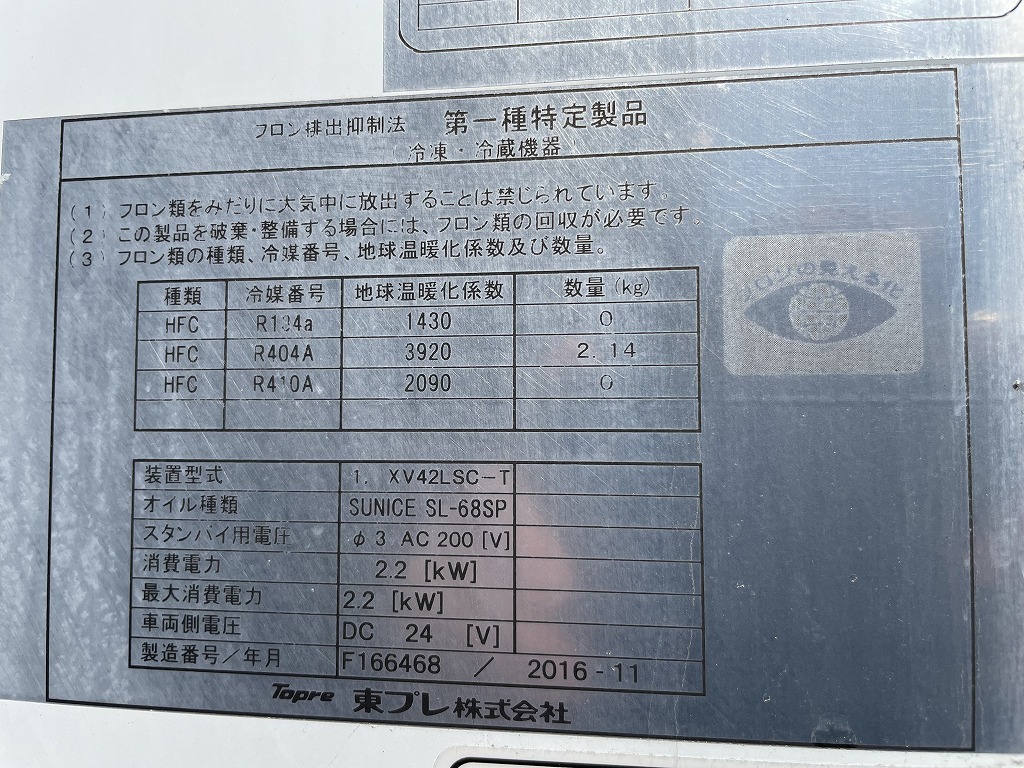 フロン排出抑制法 第一種特定製品
(冷凍・冷蔵機器)
(1) フロン類をみだりに大気中に放出することは禁じられています。
(2) この製品を破棄・整備する場合には、フロン類の回収が必要です。
(3) フロン類の種類、冷媒番号、地球温暖化係数及び数量。
種類 冷媒番号 地球温暖化係数 数量(kg)
HFC R134a 1430 0
HFC R404A 3920 2.14
HFC R410A 2090 0
フロンの見える化
装置型式 1. XV42LSC-T
オイル種類 SUNICE SL-68SP
スタンバイ用電圧 φ3 AC 200 [V]
消費電力 2.2 [kW]
最大消費電力 2.2 [kW]
車両側電圧 DC 24 [V]
製造番号/年月 F166468 / 2016-11
Topre 東プレ株式会社